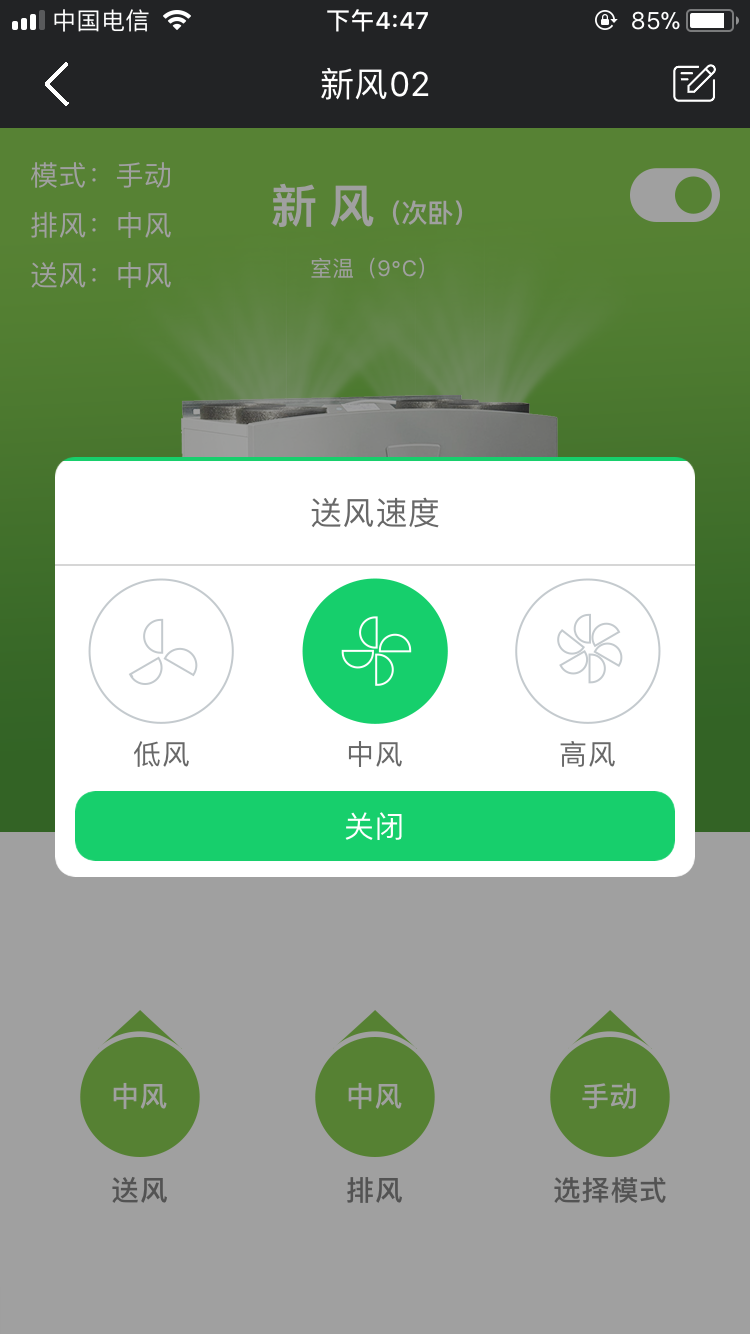 中国电信 下午4:47 85%
新风02
模式：手动
排风：中风
送风：中风
新 风（次卧）
室温（9°C）
送风速度
低风 中风 高风
关闭
中风 中风 手动
送风 排风 选择模式